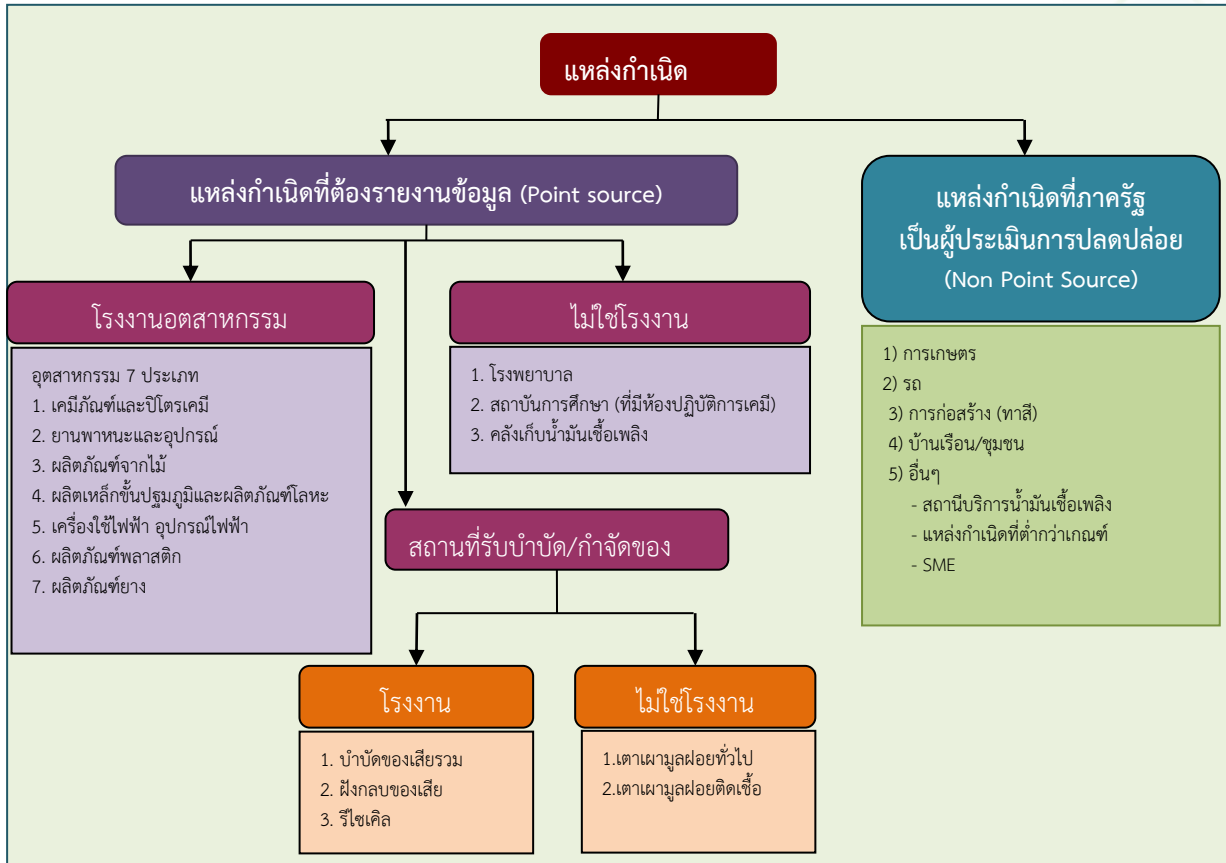 แหล่งกำเนิด
แหล่งกำเนิดที่ต้องรายงานข้อมูล (Point source)
แหล่งกำเนิดที่ภาครัฐ
เป็นผู้ประเมินการปลดปล่อย
(Non Point Source)
โรงงานอตสาหกรรม
อุตสาหกรรม 7 ประเภท
1. เคมีภัณฑ์และปิโตรเคมี
2. ยานพาหนะและอุปกรณ์
3. ผลิตภัณฑ์จากไม้
4. ผลิตเหล็กขั้นปฐมภูมิและผลิตภัณฑ์โลหะ
5. เครื่องใช้ไฟฟ้า อุปกรณ์ไฟฟ้า
6. ผลิตภัณฑ์พลาสติก
7. ผลิตภัณฑ์ยาง
ไม่ใช่โรงงาน
1. โรงพยาบาล
2. สถาบันการศึกษา (ที่มีห้องปฏิบัติการเคมี)
3. คลังเก็บน้ำมันเชื้อเพลิง
1) การเกษตร
2) รถ
3) การก่อสร้าง (ทาสี)
4) บ้านเรือน/ชุมชน
5) อื่นๆ
- สถานีบริการน้ำมันเชื้อเพลิง
- แหล่งกำเนิดที่ต่ำกว่าเกณฑ์
- SME
สถานที่รับบำบัด/กำจัดของ
โรงงาน
1. บำบัดของเสียรวม
2. ฝังกลบของเสีย
3. รีไซเคิล
ไม่ใช่โรงงาน
1.เตาเผามูลฝอยทั่วไป
2.เตาเผามูลฝอยติดเชื้อ